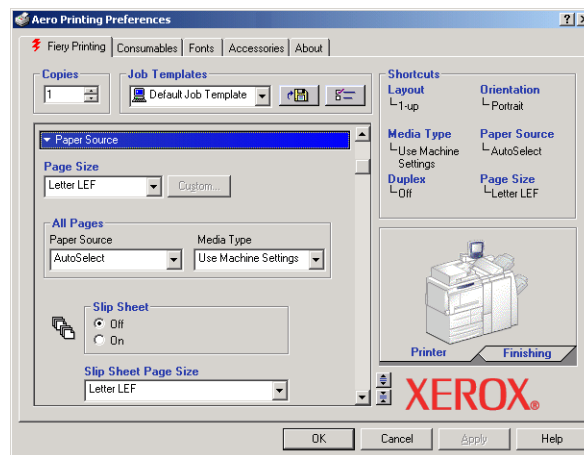 Aero Printing Preferences
Fiery Printing
Consumables
Fonts
Accessories
About
Copies
1
Job Templates
Default Job Template
Paper Source
Page Size
Letter LEF
Custom...
All Pages
Paper Source
AutoSelect
Media Type
Use Machine Settings
Slip Sheet
Off
On
Slip Sheet Page Size
Letter LEF
Shortcuts
Layout
1-up
Orientation
Portrait
Media Type
Use Machine
Settings
Paper Source
AutoSelect
Duplex
Off
Page Size
Letter LEF
Printer
Finishing
XEROX®
OK
Cancel
Apply
Help